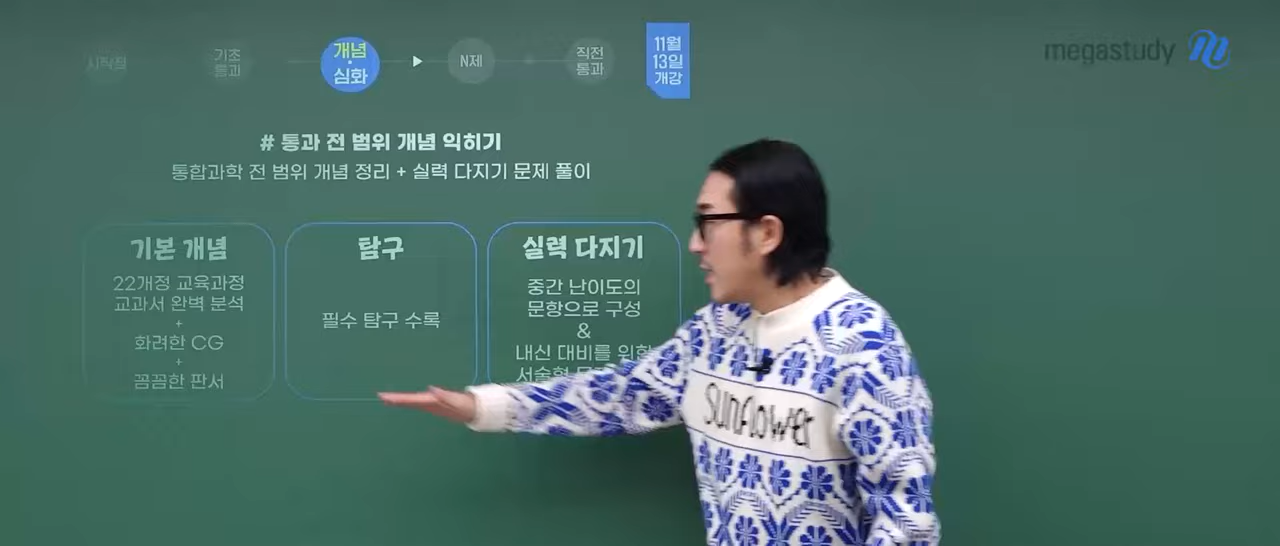 시작점
기초
통과
개념
·
심화
N제
직전
통과
11월
13일
개강
megastudy
# 통과 전 범위 개념 익히기
통합과학 전 범위 개념 정리 + 실력 다지기 문제 풀이
기본 개념
22개정 교육과정
교과서 완벽 분석
+
화려한 CG
+
꼼꼼한 판서
탐구
필수 탐구 수록
실력 다지기
중간 난이도의
문항으로 구성
&
내신 대비를 위한
서술형
Sunflower